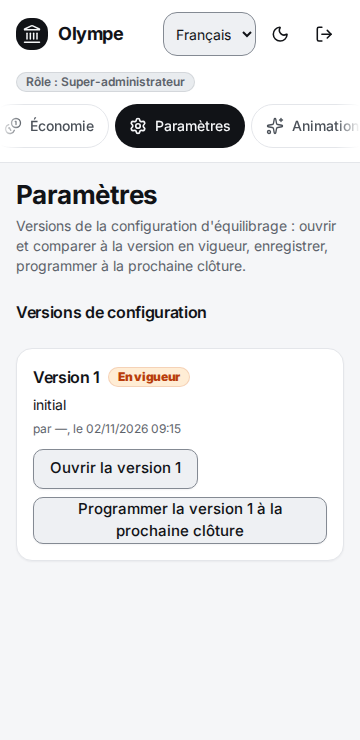 Olympe
Français
Rôle : Super-administrateur
Économie
Paramètres
Animation
Paramètres
Versions de la configuration d'équilibrage : ouvrir
et comparer à la version en vigueur, enregistrer,
programmer à la prochaine clôture.
Versions de configuration
Version 1 En vigueur
initial
par —, le 02/11/2026 09:15
Ouvrir la version 1
Programmer la version 1 à la
prochaine clôture